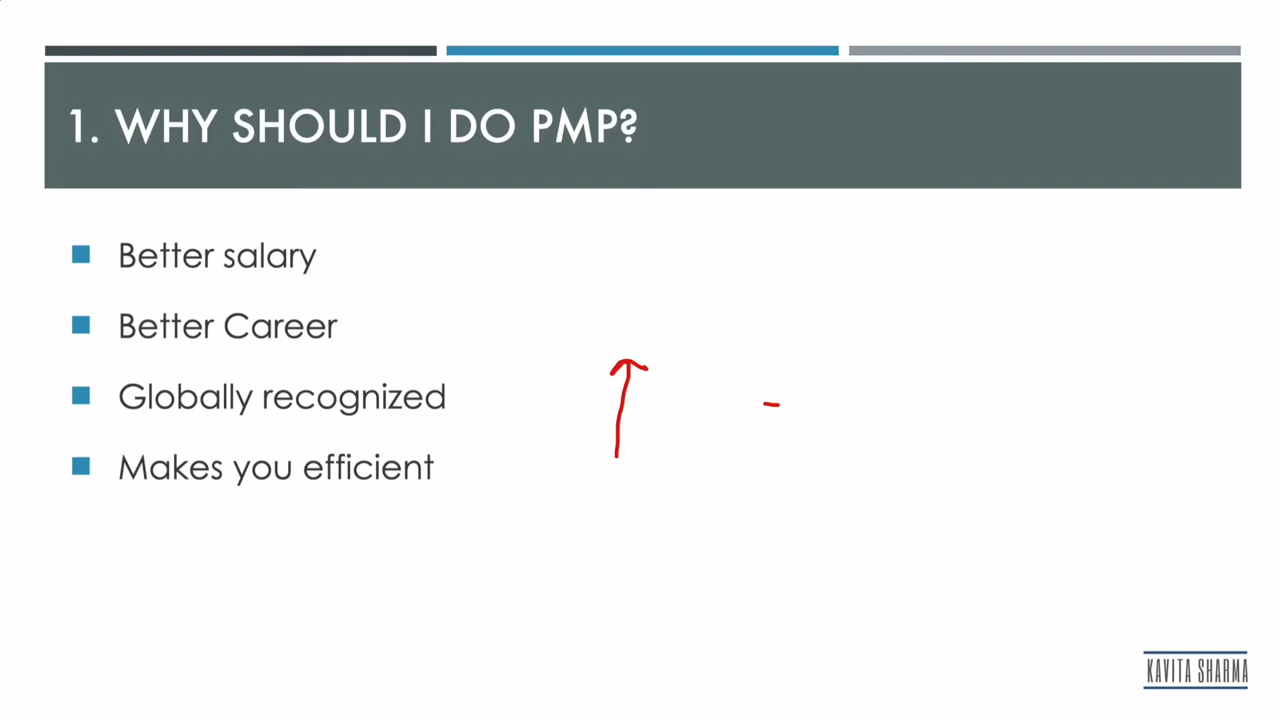 1. WHY SHOULD I DO PMP?
Better salary
Better Career
Globally recognized
Makes you efficient
KAVITA SHARMA